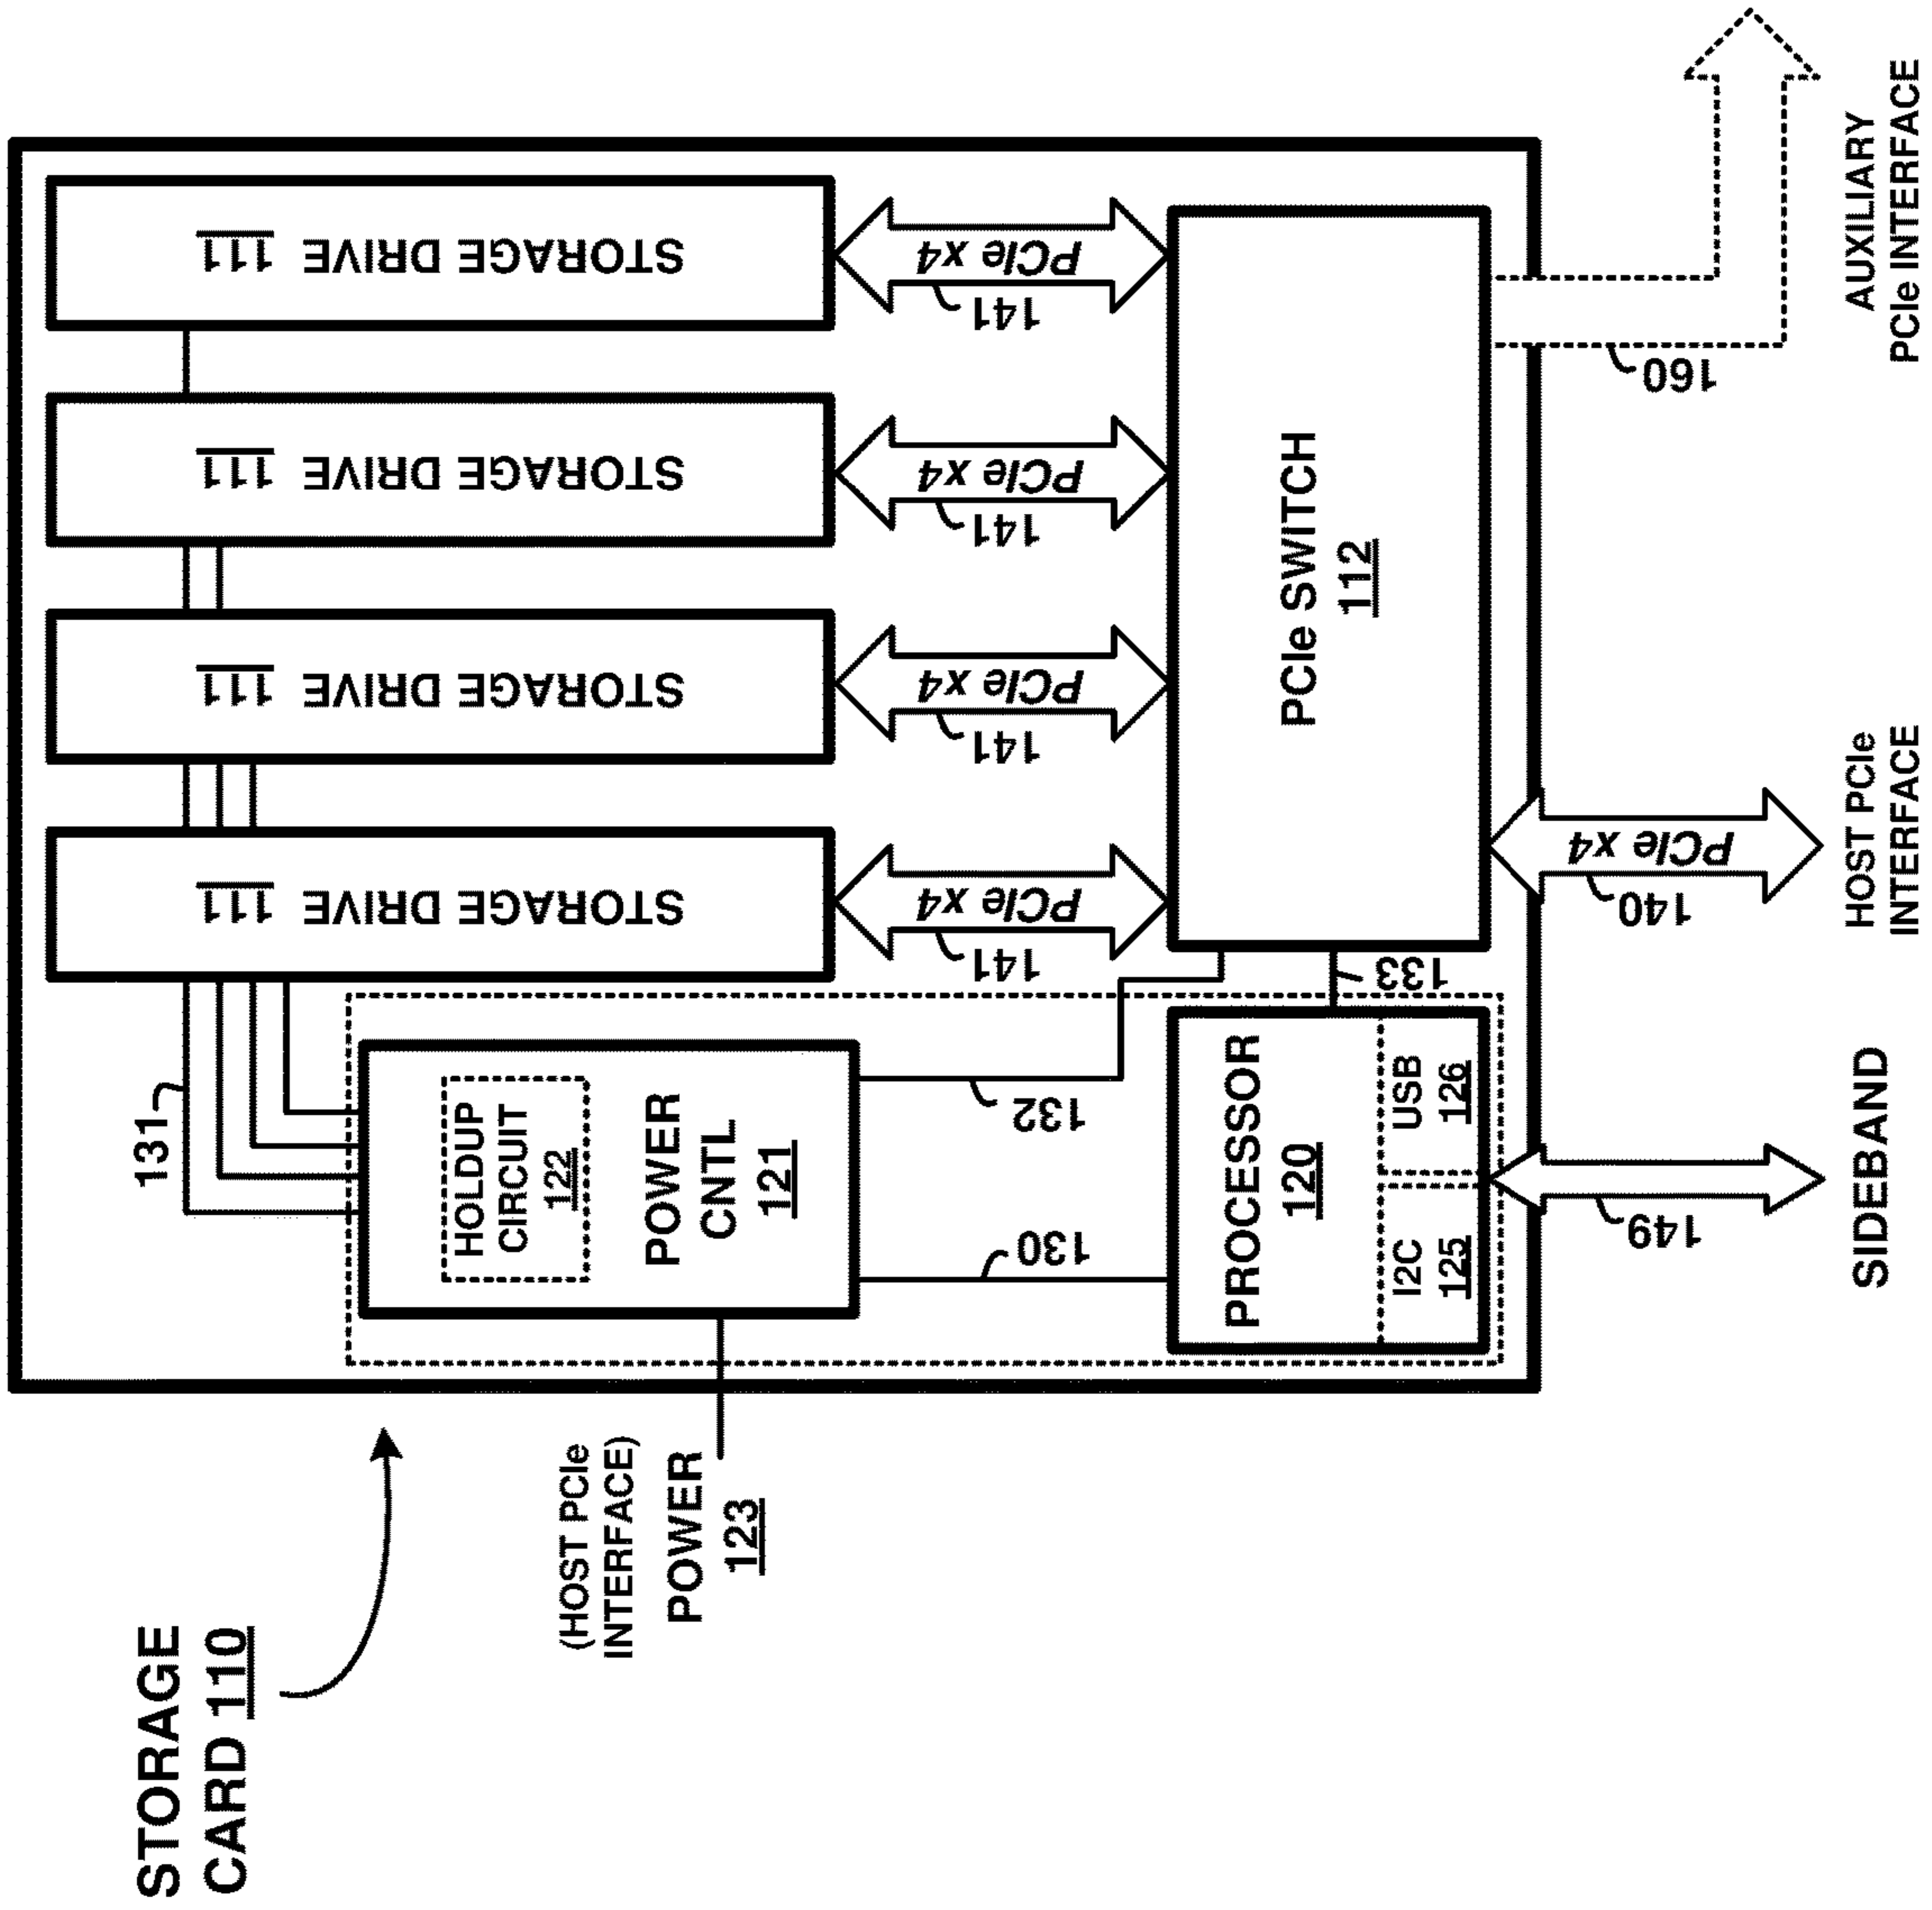 STORAGE
CARD 110
(HOST PCIe
INTERFACE)
POWER
123
131
HOLDUP
CIRCUIT
122
POWER
CNTL
121
130
132
PROCESSOR
120
I2C
125
USB
126
133
149
SIDEBAND
STORAGE DRIVE 111
STORAGE DRIVE 111
STORAGE DRIVE 111
STORAGE DRIVE 111
PCIe x4
141
PCIe x4
141
PCIe x4
141
PCIe x4
141
PCIe SWITCH
112
PCIe x4
140
HOST PCIe
INTERFACE
160
AUXILIARY
PCIe INTERFACE